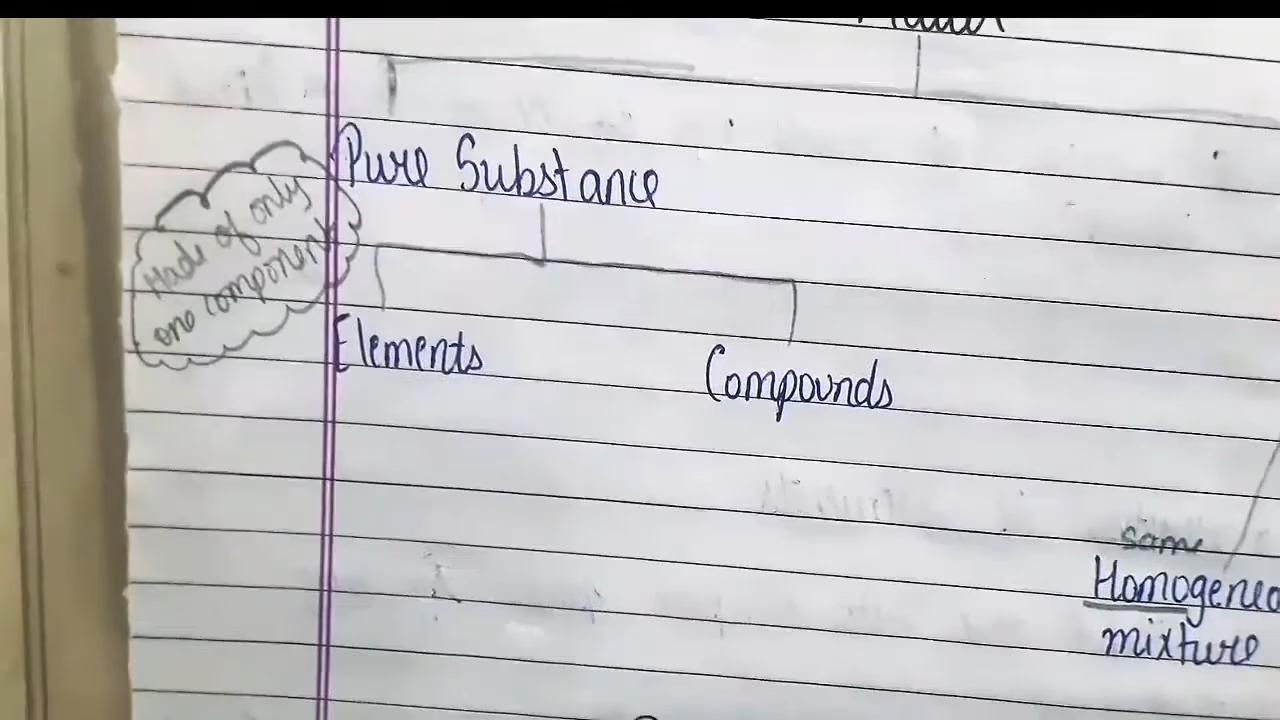 Pure Substance
Made of only
one component
Elements
Compounds
same
Homogeneo
mixture